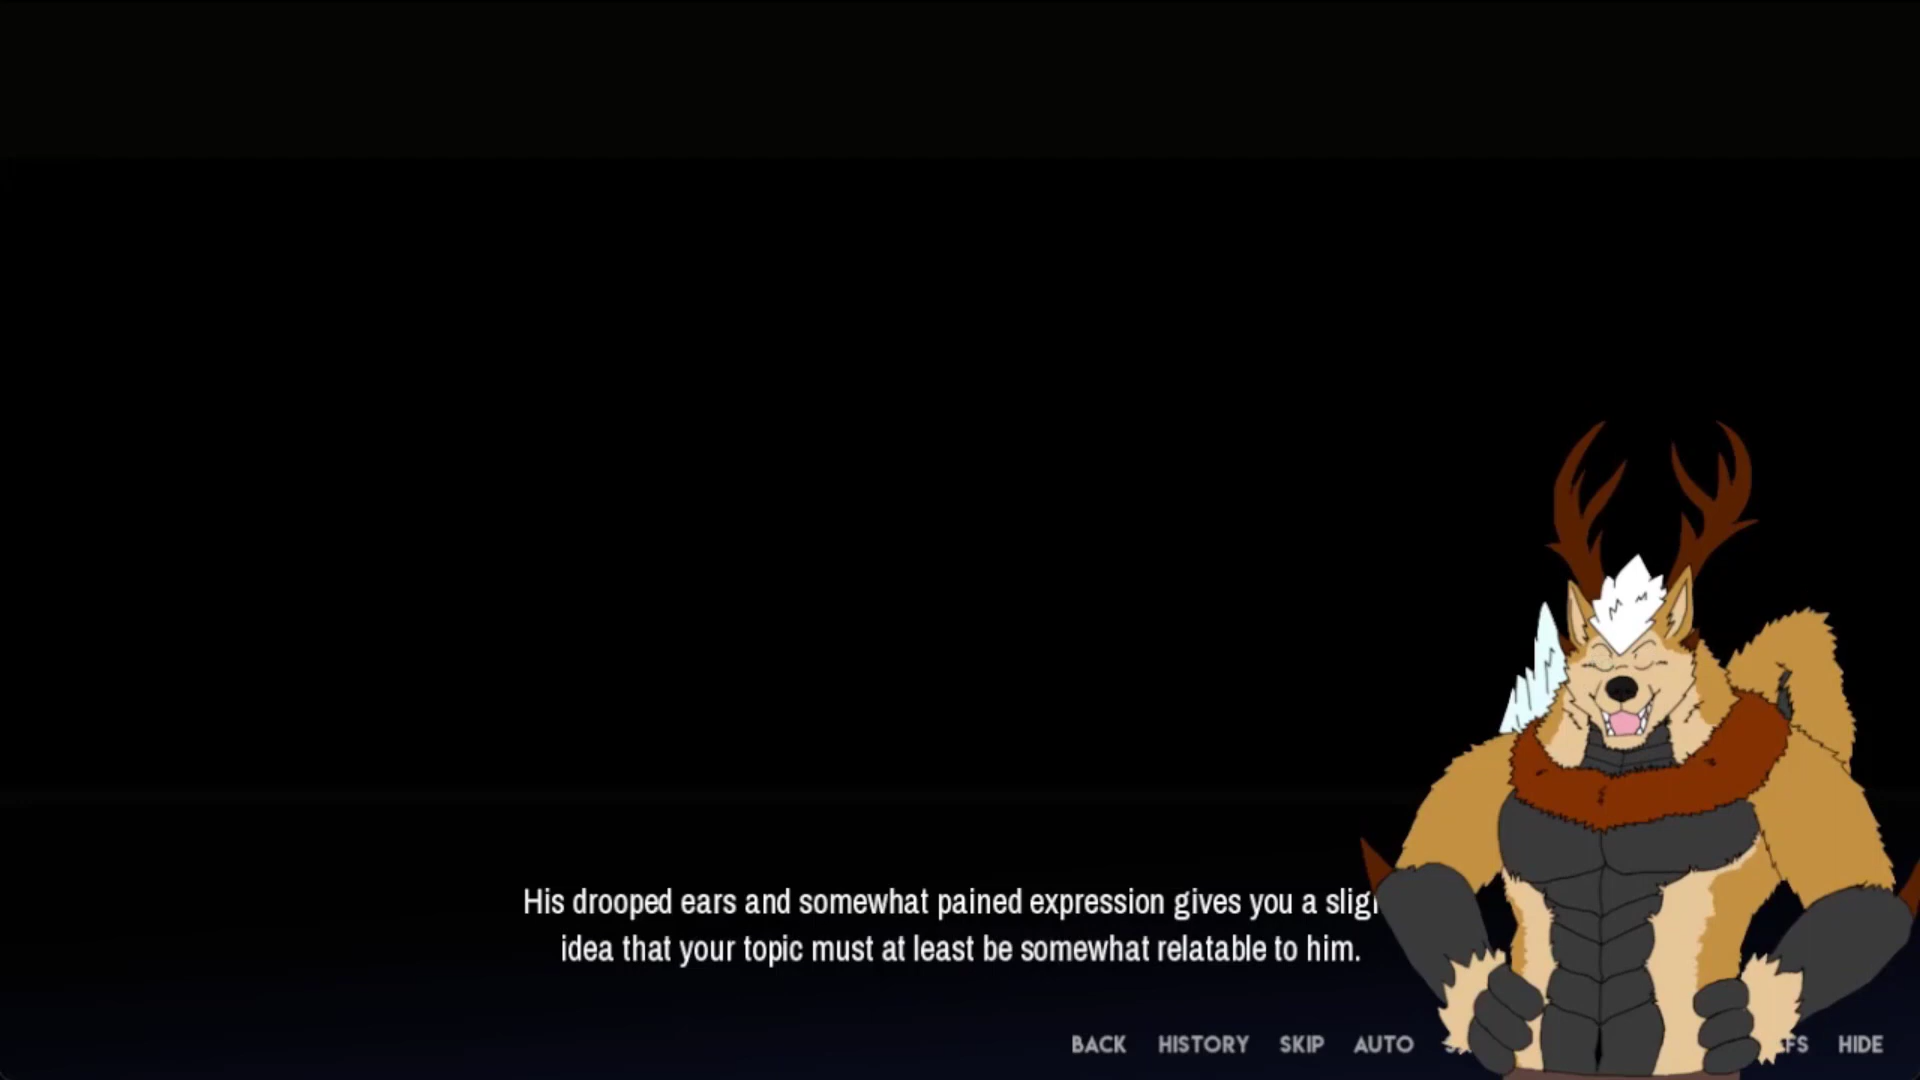 His drooped ears and somewhat pained expression gives you a
idea that your topic must at least be somewhat relatable to him.
BACK HISTORY SKIP AUTO HIDE